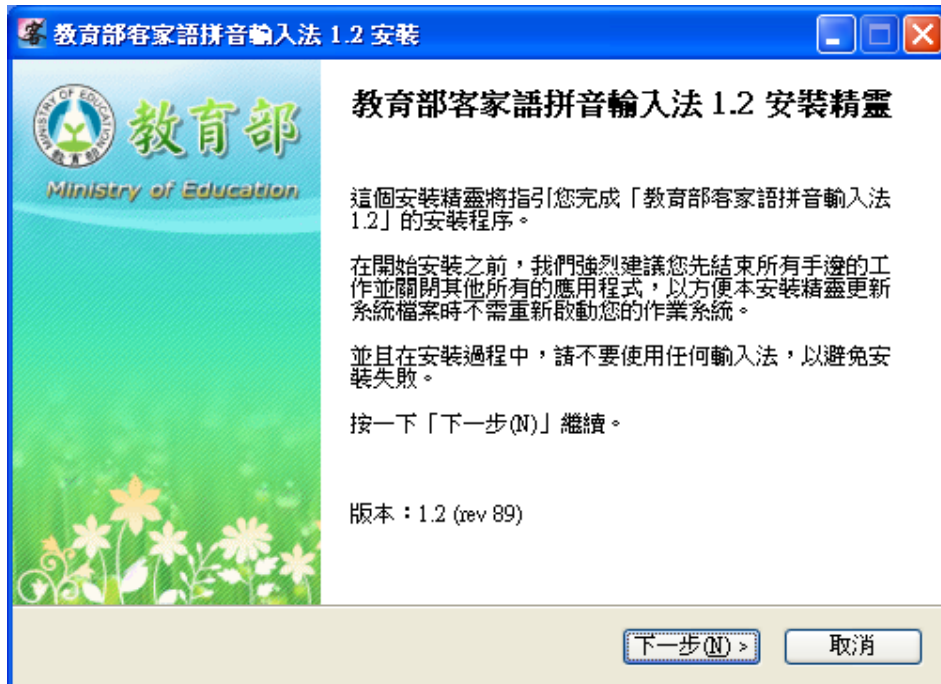 教育部客家語拼音輸入法 1.2 安裝
MINISTRY OF EDUCATION
教育部
教育部
Ministry of Education
教育部客家語拼音輸入法 1.2 安裝精靈
這個安裝精靈將指引您完成「教育部客家語拼音輸入法
1.2」的安裝程序。
在開始安裝之前，我們強烈建議您先結束所有手邊的工
作並關閉其他所有的應用程式，以方便本安裝精靈更新
系統檔案時不需重新啟動您的作業系統。
並且在安裝過程中，請不要使用任何輸入法，以避免安
裝失敗。
按一下「下一步(N)」繼續。
版本：1.2 (rev 89)
下一步(N) >
取消